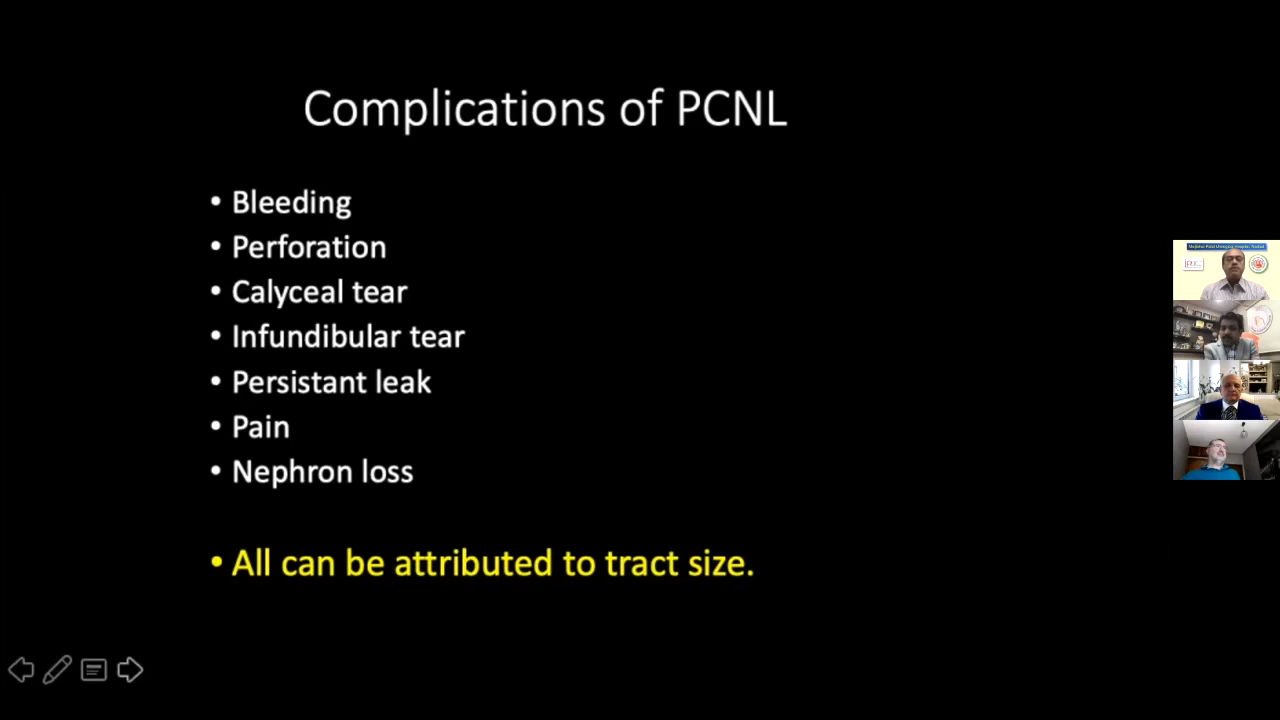 Complications of PCNL
• Bleeding
• Perforation
• Calyceal tear
• Infundibular tear
• Persistant leak
• Pain
• Nephron loss
• All can be attributed to tract size.